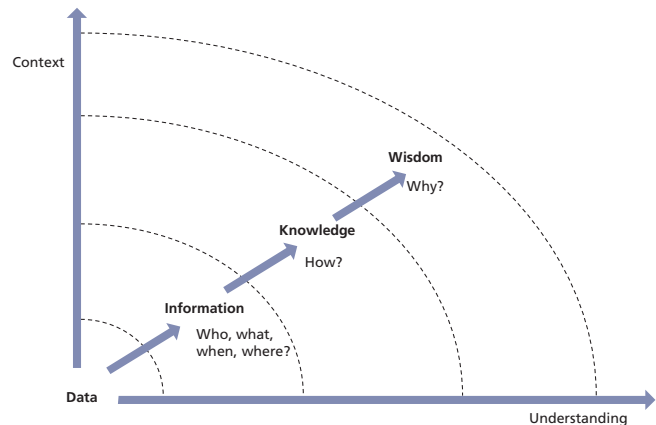 Context
Wisdom
Why?
Knowledge
How?
Information
Who, what,
when, where?
Data
Understanding